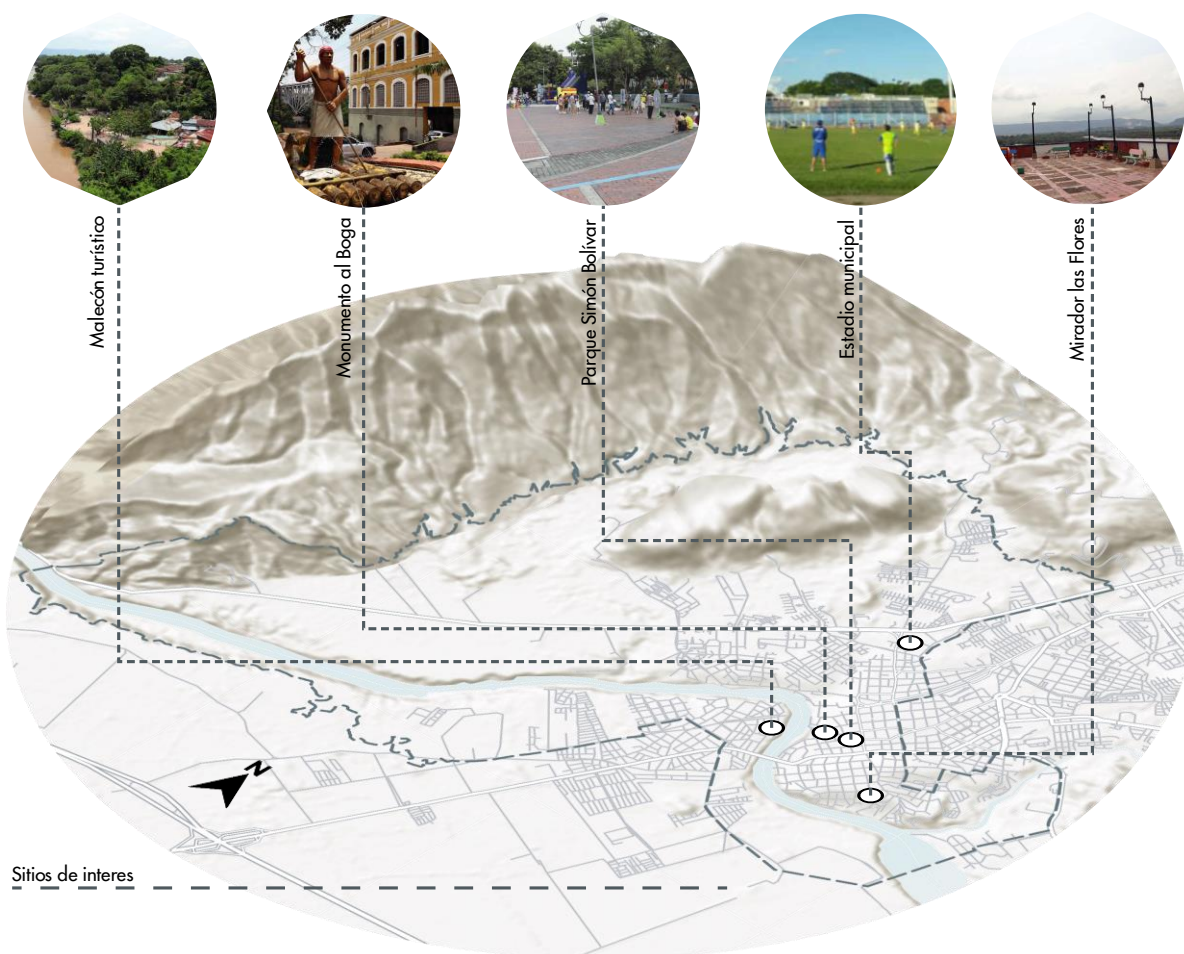 Malecón turístico
Monumento al Boga
Parque Simón Bolívar
Estadio municipal
Mirador las Flores
N
Sitios de interes